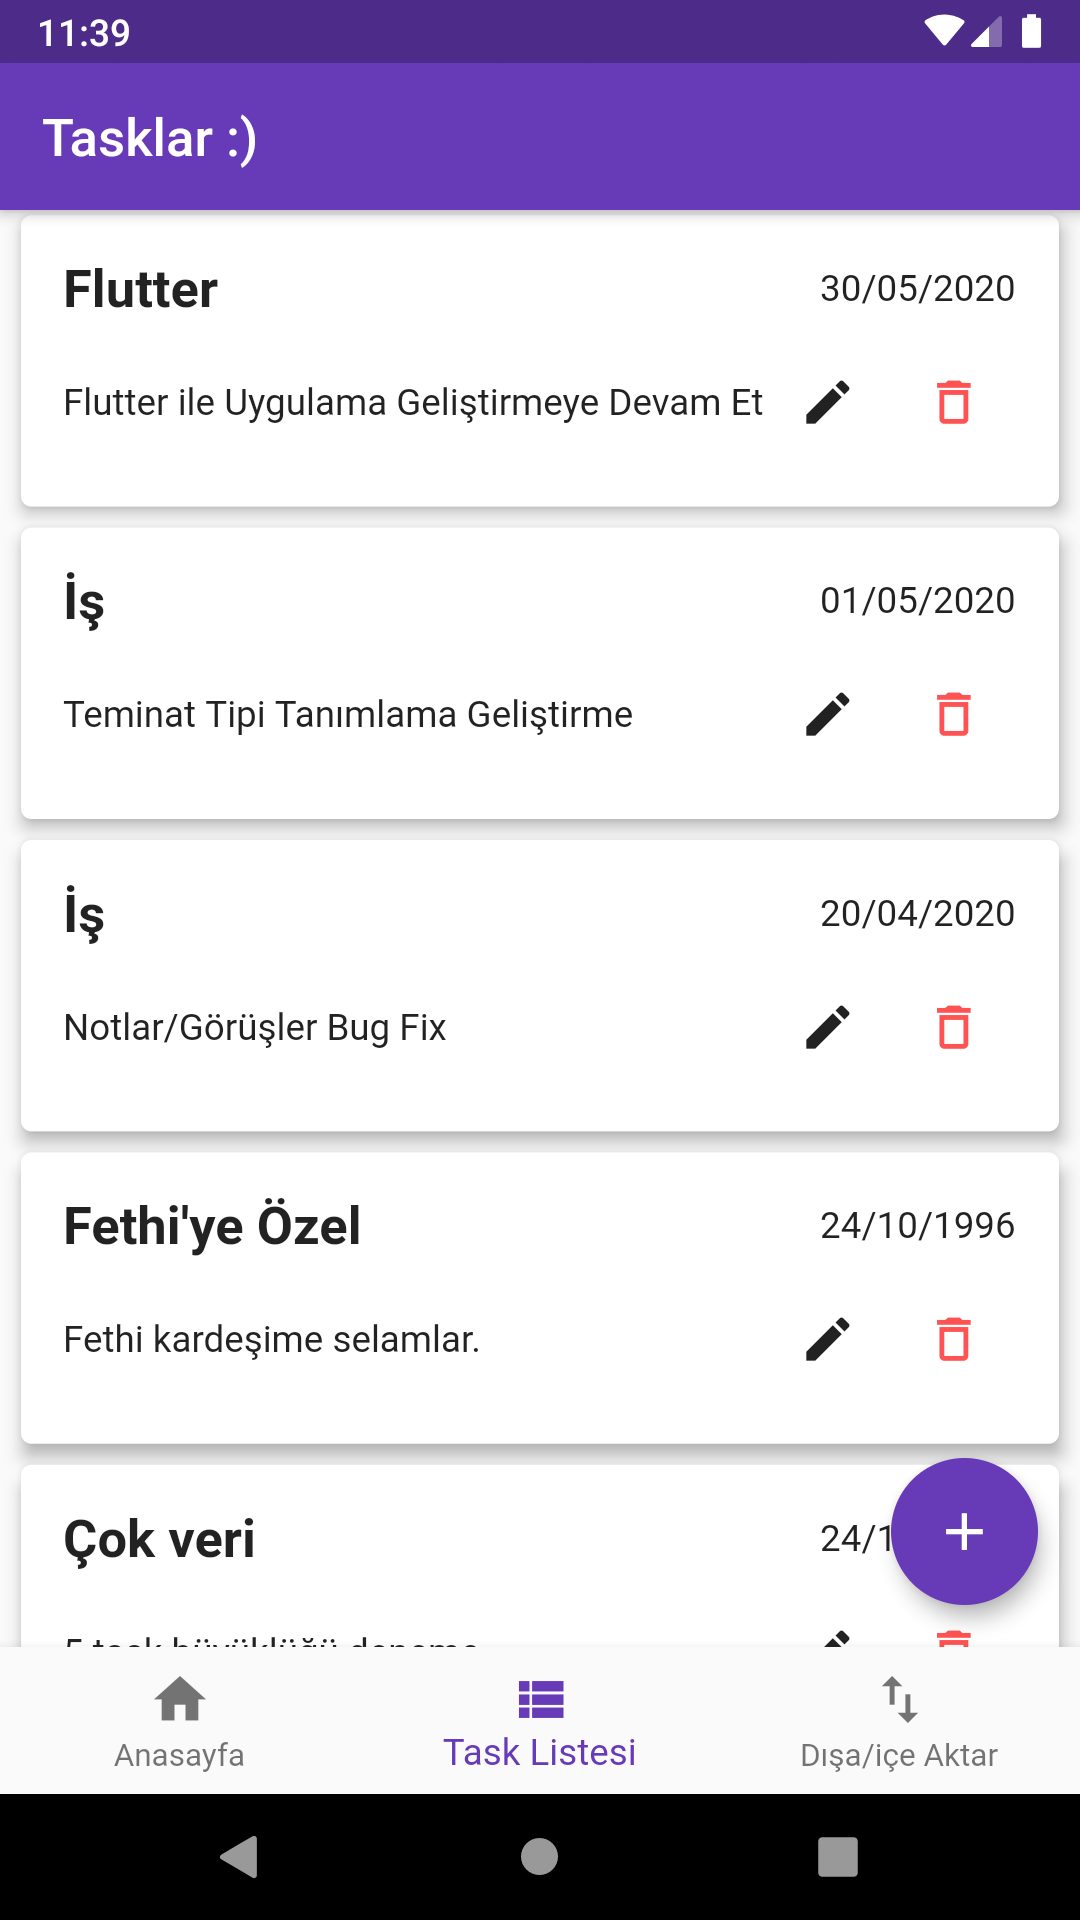 11:39
Tasklar :)
Flutter
30/05/2020
Flutter ile Uygulama Geliştirmeye Devam Et
İş
01/05/2020
Teminat Tipi Tanımlama Geliştirme
İş
20/04/2020
Notlar/Görüşler Bug Fix
Fethi'ye Özel
24/10/1996
Fethi kardeşime selamlar.
Çok veri
24/1
Anasayfa
Task Listesi
Dışa/içe Aktar